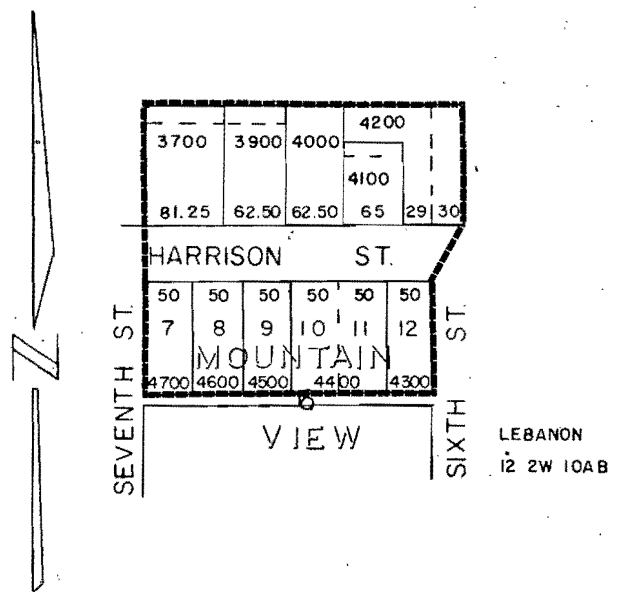 4200
3700 3900 4000
4100
81.25 62.50 62.50 65 29 30
HARRISON ST.
50 50 50 50 50 50
7 8 9 10 11 12
MOUNTAIN
4700 4600 4500 4400 4300
VIEW
SEVENTH ST.
SIXTH ST.
N
LEBANON
12 2W 10AB